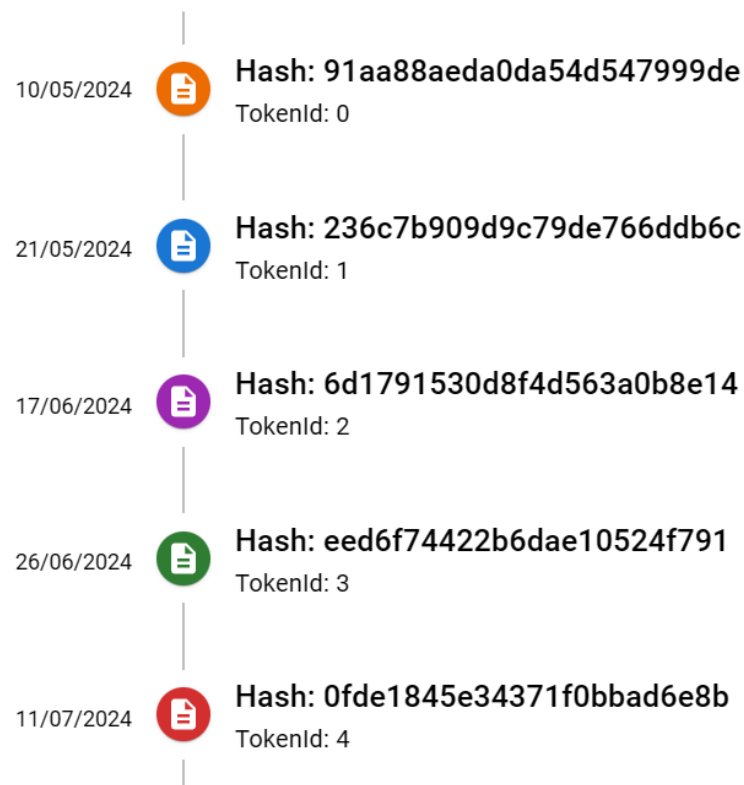 10/05/2024
Hash: 91aa88aeda0da54d547999de
TokenId: 0
21/05/2024
Hash: 236c7b909d9c79de766ddb6c
TokenId: 1
17/06/2024
Hash: 6d1791530d8f4d563a0b8e14
TokenId: 2
26/06/2024
Hash: eed6f74422b6dae10524f791
TokenId: 3
11/07/2024
Hash: 0fde1845e34371f0bbad6e8b
TokenId: 4